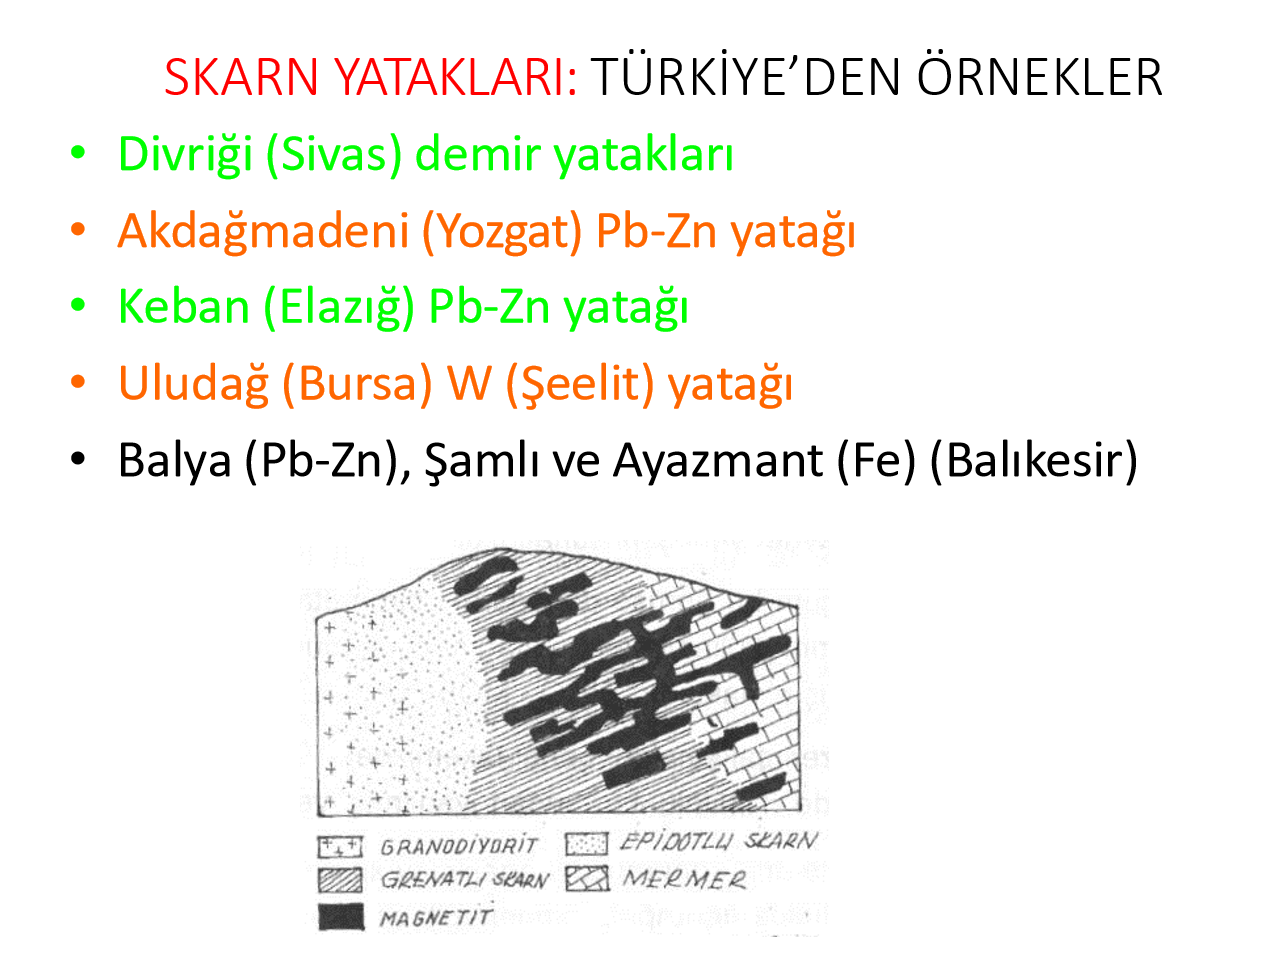 SKARN YATAKLARI: TÜRKİYE’DEN ÖRNEKLER
• Divriği (Sivas) demir yatakları
• Akdağmadeni (Yozgat) Pb-Zn yatağı
• Keban (Elazığ) Pb-Zn yatağı
• Uludağ (Bursa) W (Şeelit) yatağı
• Balya (Pb-Zn), Şamlı ve Ayazmant (Fe) (Balıkesir)
GRANODİYORİT EPİDOTLU SKARN
GRENATLI SKARN MERMER
MAGNETIT